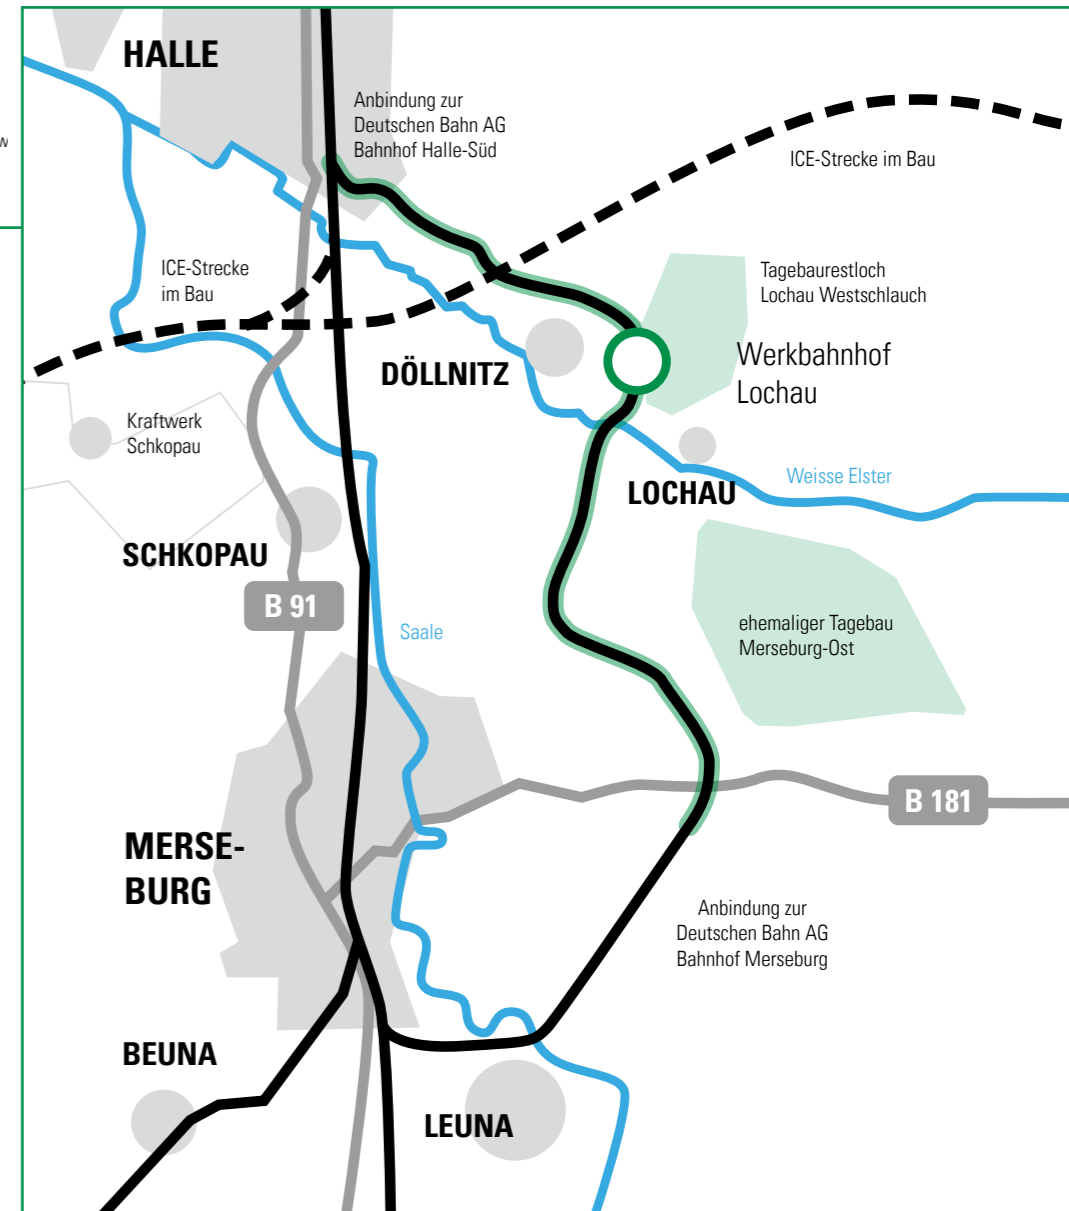 HALLE
Anbindung zur
Deutschen Bahn AG
Bahnhof Halle-Süd
w
ICE-Strecke im Bau
ICE-Strecke
im Bau
Tagebaurestloch
Lochau Westschlauch
Werkbahnhof
Lochau
DÖLLNITZ
Kraftwerk
Schkopau
Weisse Elster
LOCHAU
SCHKOPAU
B 91
Saale
ehemaliger Tagebau
Merseburg-Ost
B 181
MERSE-
BURG
Anbindung zur
Deutschen Bahn AG
Bahnhof Merseburg
BEUNA
LEUNA